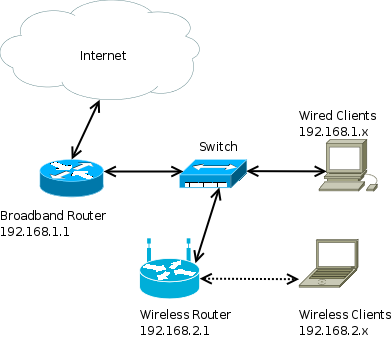 Internet
Switch
Wired Clients
192.168.1.x
Broadband Router
192.168.1.1
Wireless Router
192.168.2.1
Wireless Clients
192.168.2.x